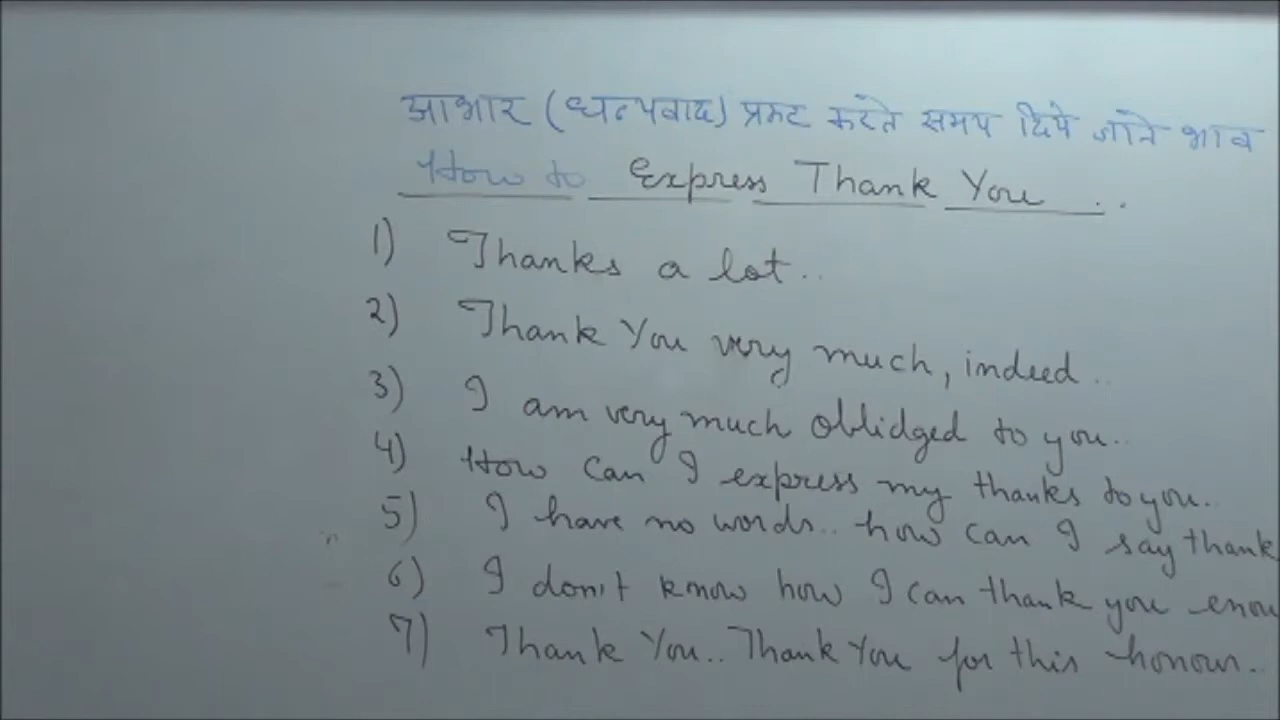 आभार (धन्यवाद) प्रकट करते समय दिये जाने भाव
How to Express Thank You ..
1) Thanks a lot..
2) Thank You very much, indeed..
3) I am very much oblidged to you..
4) How can I express my thanks to you..
5) I have no words.. how can I say thank
6) I don't know how I can thank you enou
7) Thank You.. Thank You for this honour..